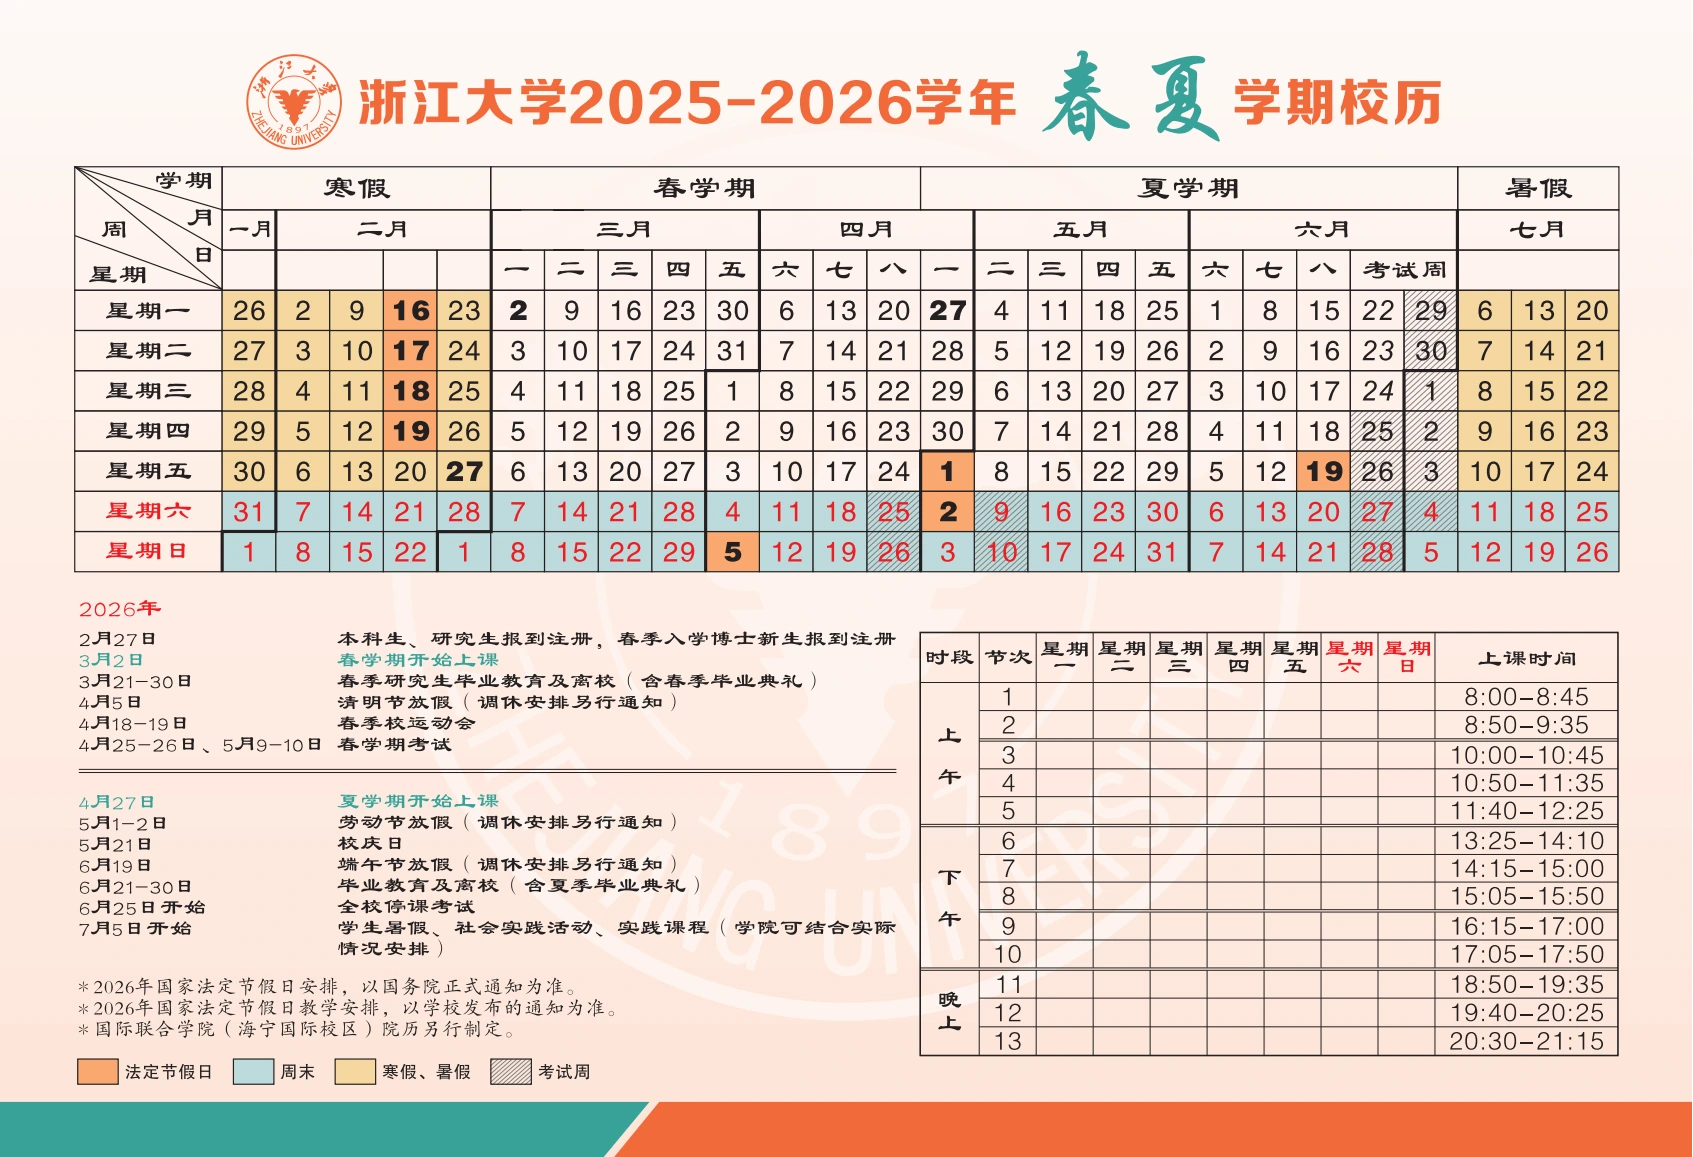 浙江大学2025-2026学年 春夏 学期校历
浙江大学
1897
ZHEJIANG UNIVERSITY
学期 寒假 春学期 夏学期 暑假
月 一月 二月 三月 四月 五月 六月 七月
周 日 一 二 三 四 五 六 七 八 一 二 三 四 五 六 七 八 考试周
星期
星期一 26 2 9 16 23 2 9 16 23 30 6 13 20 27 4 11 18 25 1 8 15 22 29 6 13 20
星期二 27 3 10 17 24 3 10 17 24 31 7 14 21 28 5 12 19 26 2 9 16 23 30 7 14 21
星期三 28 4 11 18 25 4 11 18 25 1 8 15 22 29 6 13 20 27 3 10 17 24 1 8 15 22
星期四 29 5 12 19 26 5 12 19 26 2 9 16 23 30 7 14 21 28 4 11 18 25 2 9 16 23
星期五 30 6 13 20 27 6 13 20 27 3 10 17 24 1 8 15 22 29 5 12 19 26 3 10 17 24
星期六 31 7 14 21 28 7 14 21 28 4 11 18 25 2 9 16 23 30 6 13 20 27 4 11 18 25
星期日 1 8 15 22 1 8 15 22 29 5 12 19 26 3 10 17 24 31 7 14 21 28 5 12 19 26
2026年
2月27日 本科生、研究生报到注册，春季入学博士新生报到注册
3月2日 春学期开始上课
3月21-30日 春季研究生毕业教育及离校（含春季毕业典礼）
4月5日 清明节放假（调休安排另行通知）
4月18-19日 春季校运动会
4月25-26日、5月9-10日 春学期考试
4月27日 夏学期开始上课
5月1-2日 劳动节放假（调休安排另行通知）
5月21日 校庆日
6月19日 端午节放假（调休安排另行通知）
6月21-30日 毕业教育及离校（含夏季毕业典礼）
6月25日开始 全校停课考试
7月5日开始 学生暑假、社会实践活动、实践课程（学院可结合实际
情况安排）
*2026年国家法定节假日安排，以国务院正式通知为准。
*2026年国家法定节假日教学安排，以学校发布的通知为准。
*国际联合学院（海宁国际校区）院历另行制定。
法定节假日 周末 寒假、暑假 考试周
时段 节次 星期一 星期二 星期三 星期四 星期五 星期六 星期日 上课时间
上午
1 8:00-8:45
2 8:50-9:35
3 10:00-10:45
4 10:50-11:35
5 11:40-12:25
下午
6 13:25-14:10
7 14:15-15:00
8 15:05-15:50
9 16:15-17:00
10 17:05-17:50
晚上
11 18:50-19:35
12 19:40-20:25
13 20:30-21:15
1897
ZHEJIANG UNIVERSITY